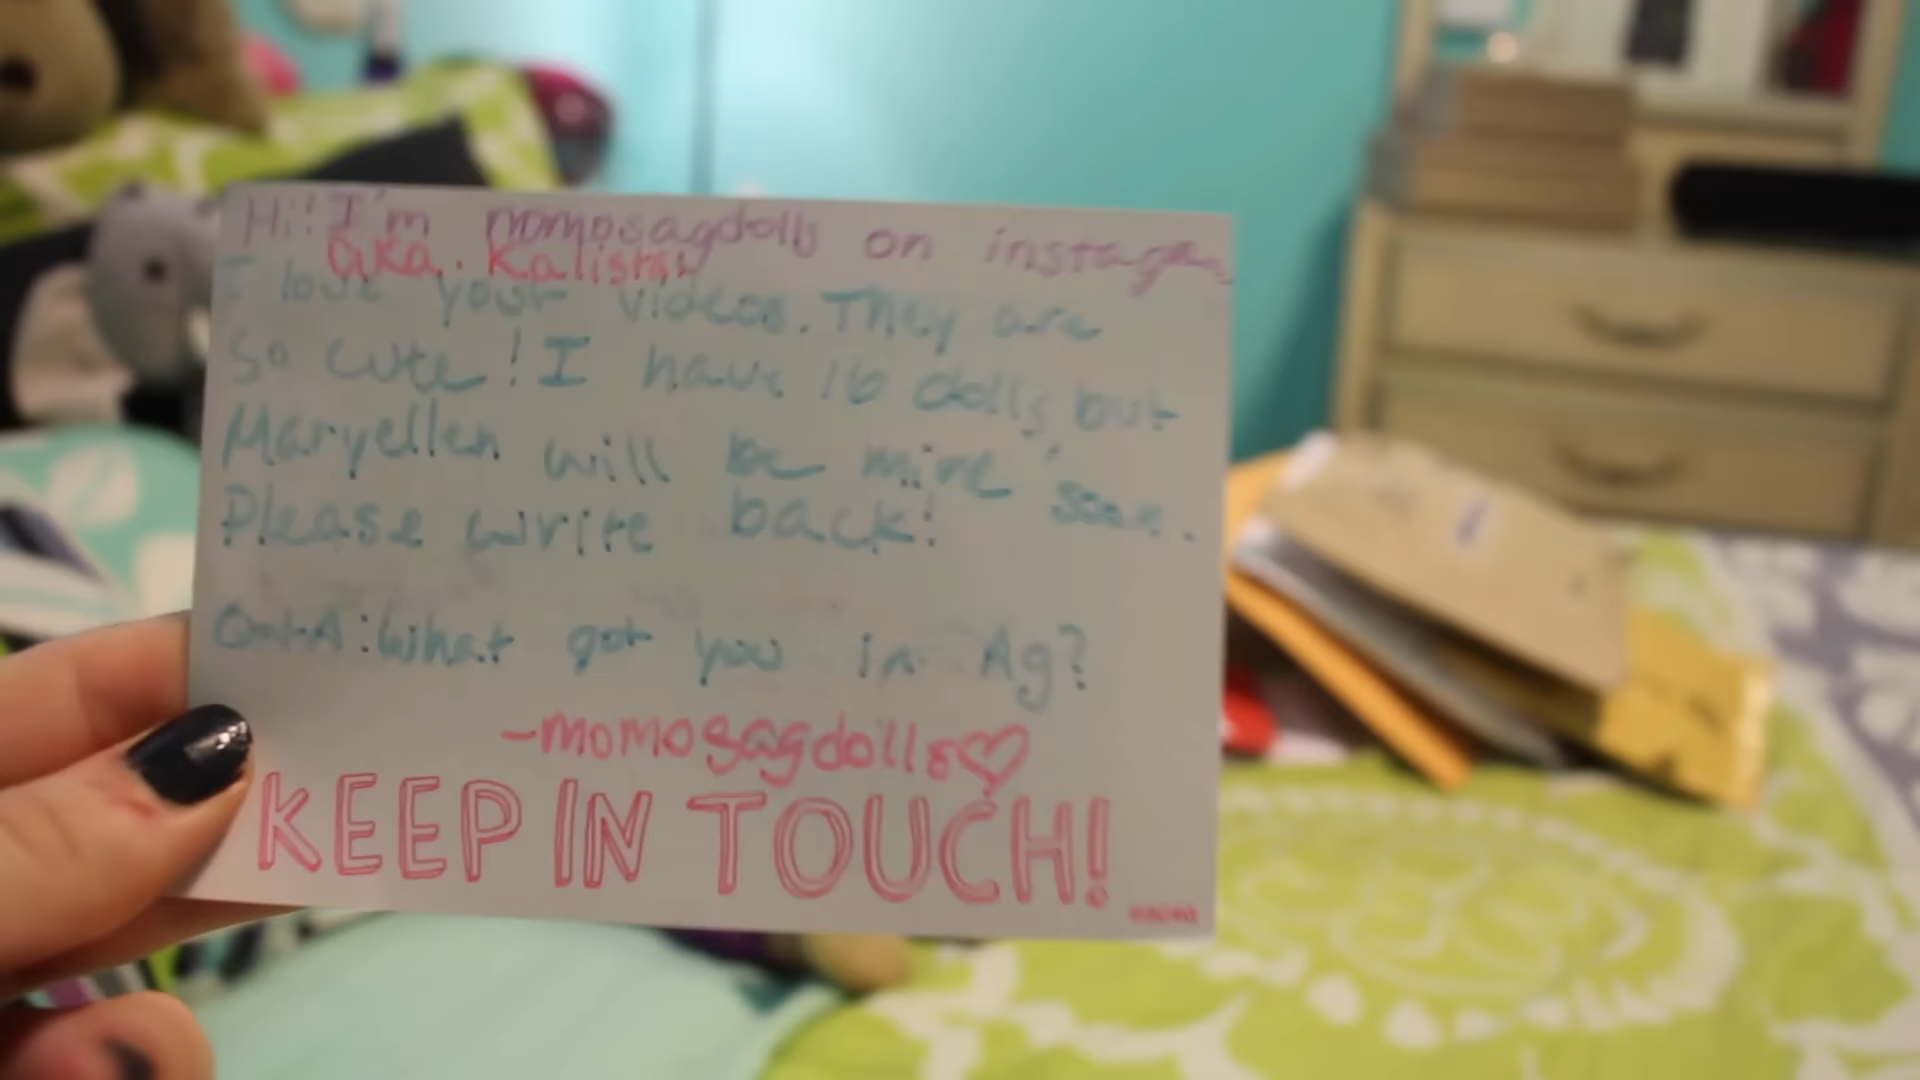 Hi! I'm momosagdolls on instagram
aka. Kalista
I love your videos. They are
so cute! I have 16 dolls but
Maryellen will be mine soon.
Please write back!
QotA: What got you in Ag?
-momosagdolls♡
KEEP IN TOUCH!